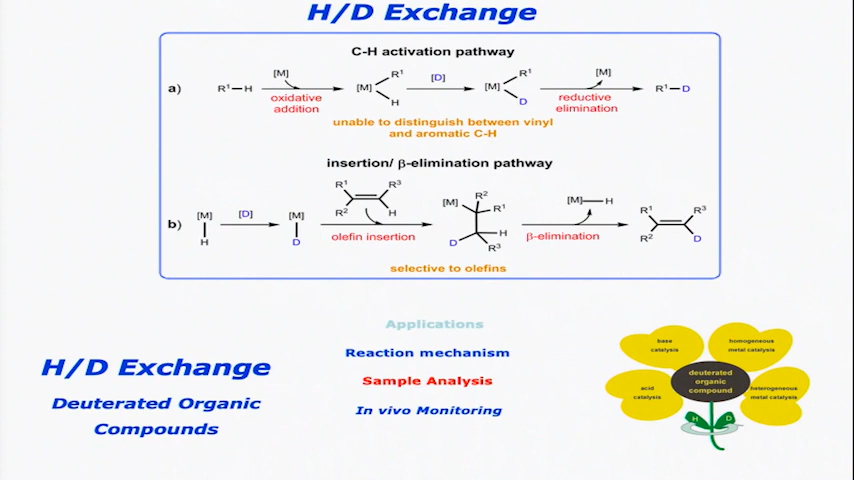 H/D Exchange
C-H activation pathway
a)
R¹—H
[M]
oxidative
addition
[M]
R¹
H
[D]
[M]
R¹
D
[M]
reductive
elimination
R¹—D
unable to distinguish between vinyl
and aromatic C-H
insertion/ β-elimination pathway
b)
[M]
H
[D]
[M]
D
R¹
R³
R²
H
olefin insertion
[M]
R²
R¹
D
H
R³
[M]—H
β-elimination
R¹
R³
R²
D
selective to olefins
H/D Exchange
Deuterated Organic
Compounds
Applications
Reaction mechanism
Sample Analysis
In vivo Monitoring
base
catalysis
homogeneous
metal catalysis
deuterated
organic
compound
acid
catalysis
heterogeneous
metal catalysis
H
D